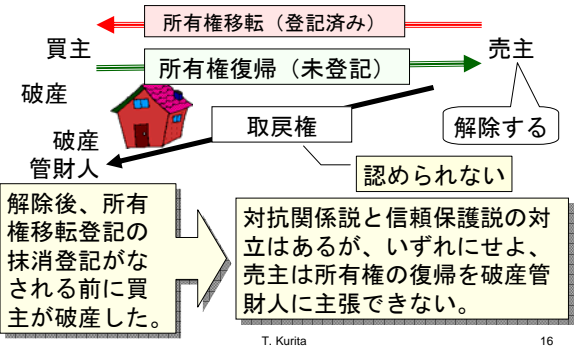 所有権移転（登記済み）
買主
売主
所有権復帰（未登記）
破産
取戻権
解除する
破産
管財人
認められない
解除後、所有
権移転登記の
抹消登記がな
される前に買
主が破産した。
対抗関係説と信頼保護説の対
立はあるが、いずれにせよ、
売主は所有権の復帰を破産管
財人に主張できない。
T. Kurita
16